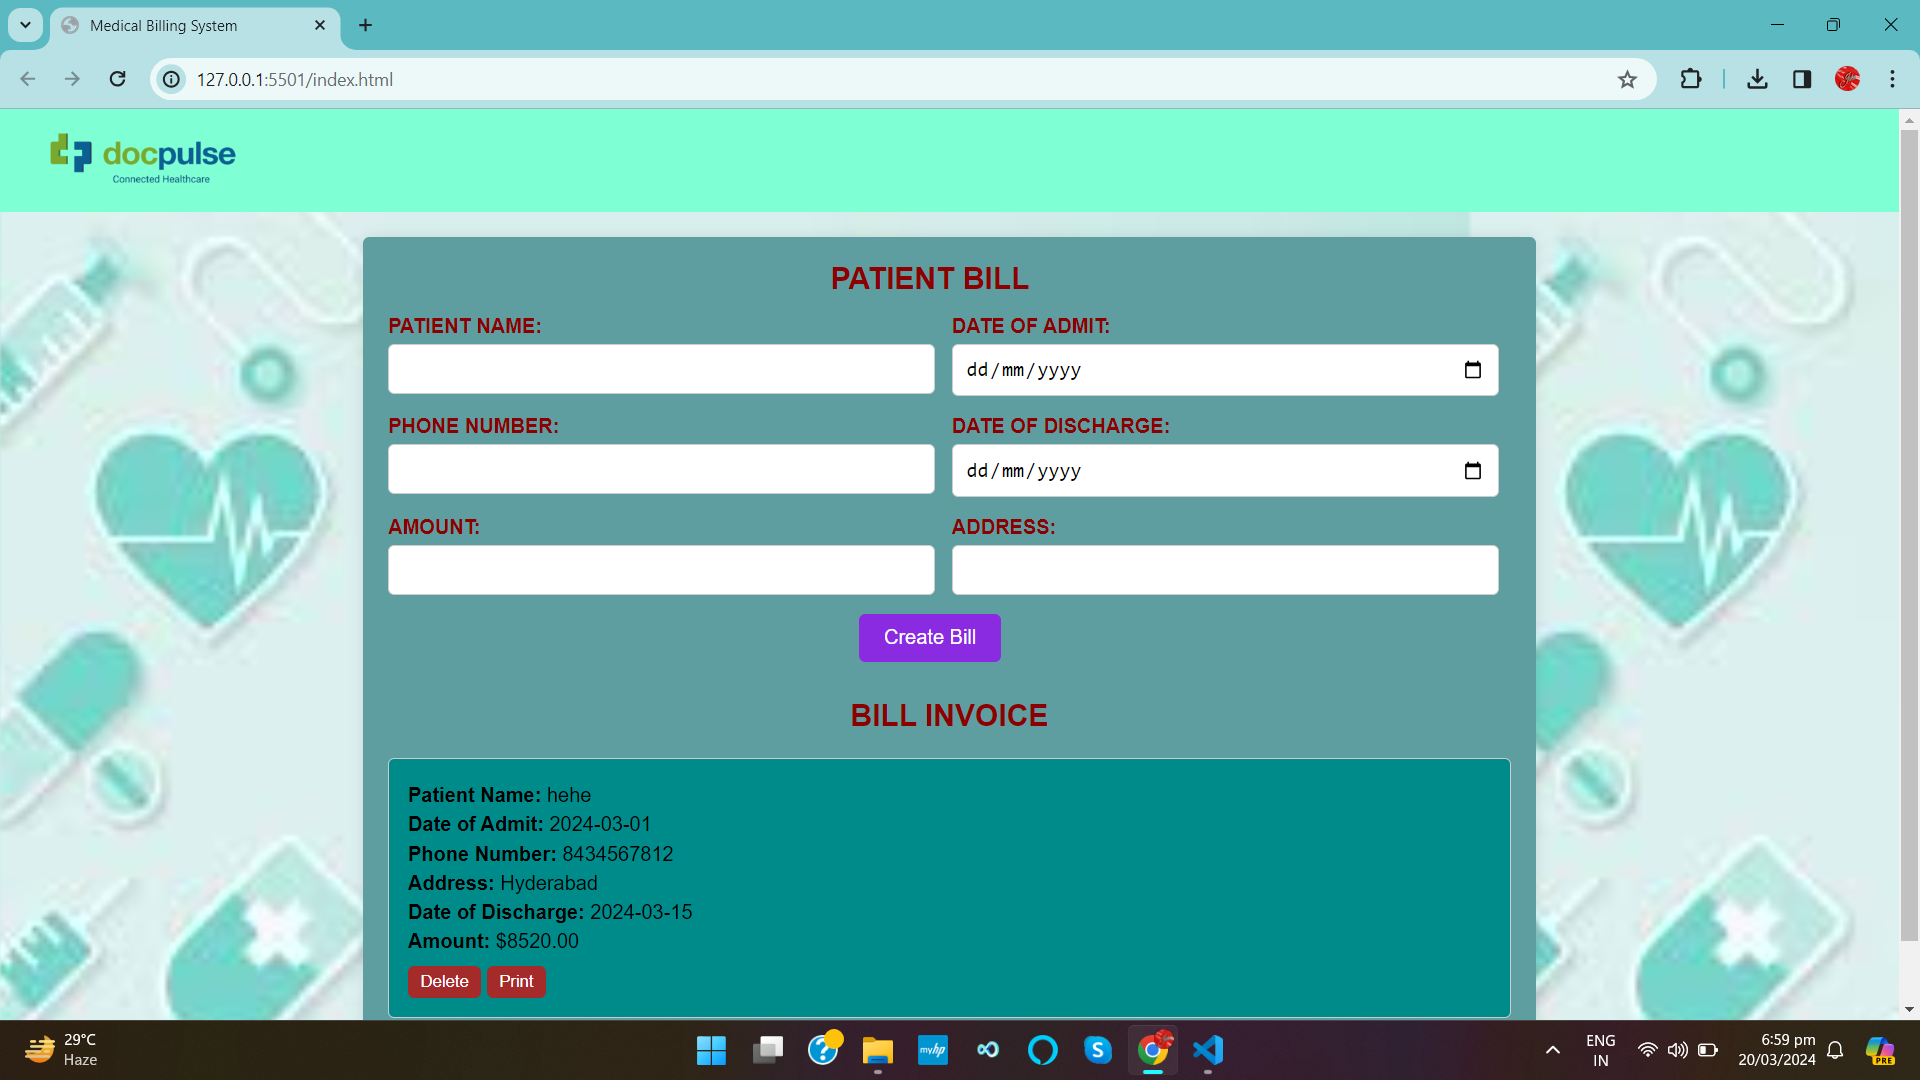 Medical Billing System
127.0.0.1:5501/index.html
docpulse
Connected Healthcare
PATIENT BILL
PATIENT NAME:
DATE OF ADMIT:
dd/mm/yyyy
PHONE NUMBER:
DATE OF DISCHARGE:
dd/mm/yyyy
AMOUNT:
ADDRESS:
Create Bill
BILL INVOICE
Patient Name: hehe
Date of Admit: 2024-03-01
Phone Number: 8434567812
Address: Hyderabad
Date of Discharge: 2024-03-15
Amount: $8520.00
Delete Print
29°C
Haze
myhp
ENG
IN
6:59 pm
20/03/2024
PRE